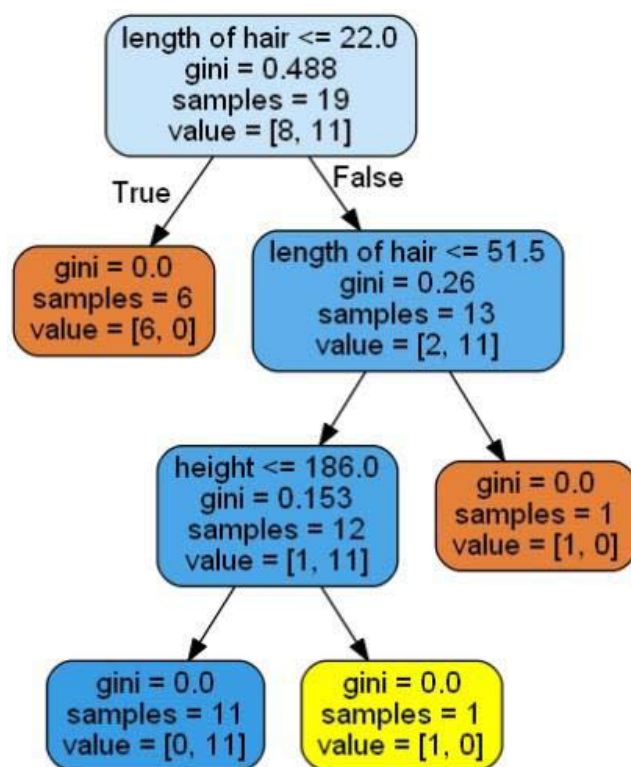 length of hair <= 22.0
gini = 0.488
samples = 19
value = [8, 11]
True
False
gini = 0.0
samples = 6
value = [6, 0]
length of hair <= 51.5
gini = 0.26
samples = 13
value = [2, 11]
height <= 186.0
gini = 0.153
samples = 12
value = [1, 11]
gini = 0.0
samples = 1
value = [1, 0]
gini = 0.0
samples = 11
value = [0, 11]
gini = 0.0
samples = 1
value = [1, 0]